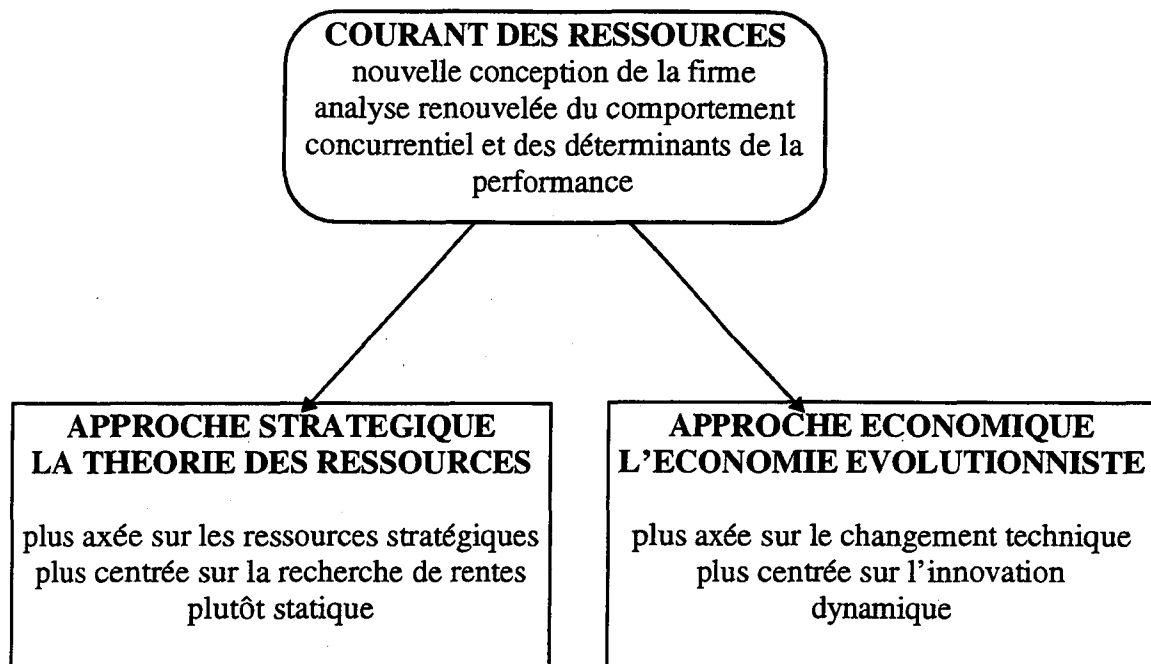 COURANT DES RESSOURCES
nouvelle conception de la firme
analyse renouvelée du comportement
concurrentiel et des déterminants de la
performance
APPROCHE STRATEGIQUE
LA THEORIE DES RESSOURCES
plus axée sur les ressources stratégiques
plus centrée sur la recherche de rentes
plutôt statique
APPROCHE ECONOMIQUE
L'ECONOMIE EVOLUTIONNISTE
plus axée sur le changement technique
plus centrée sur l'innovation
dynamique